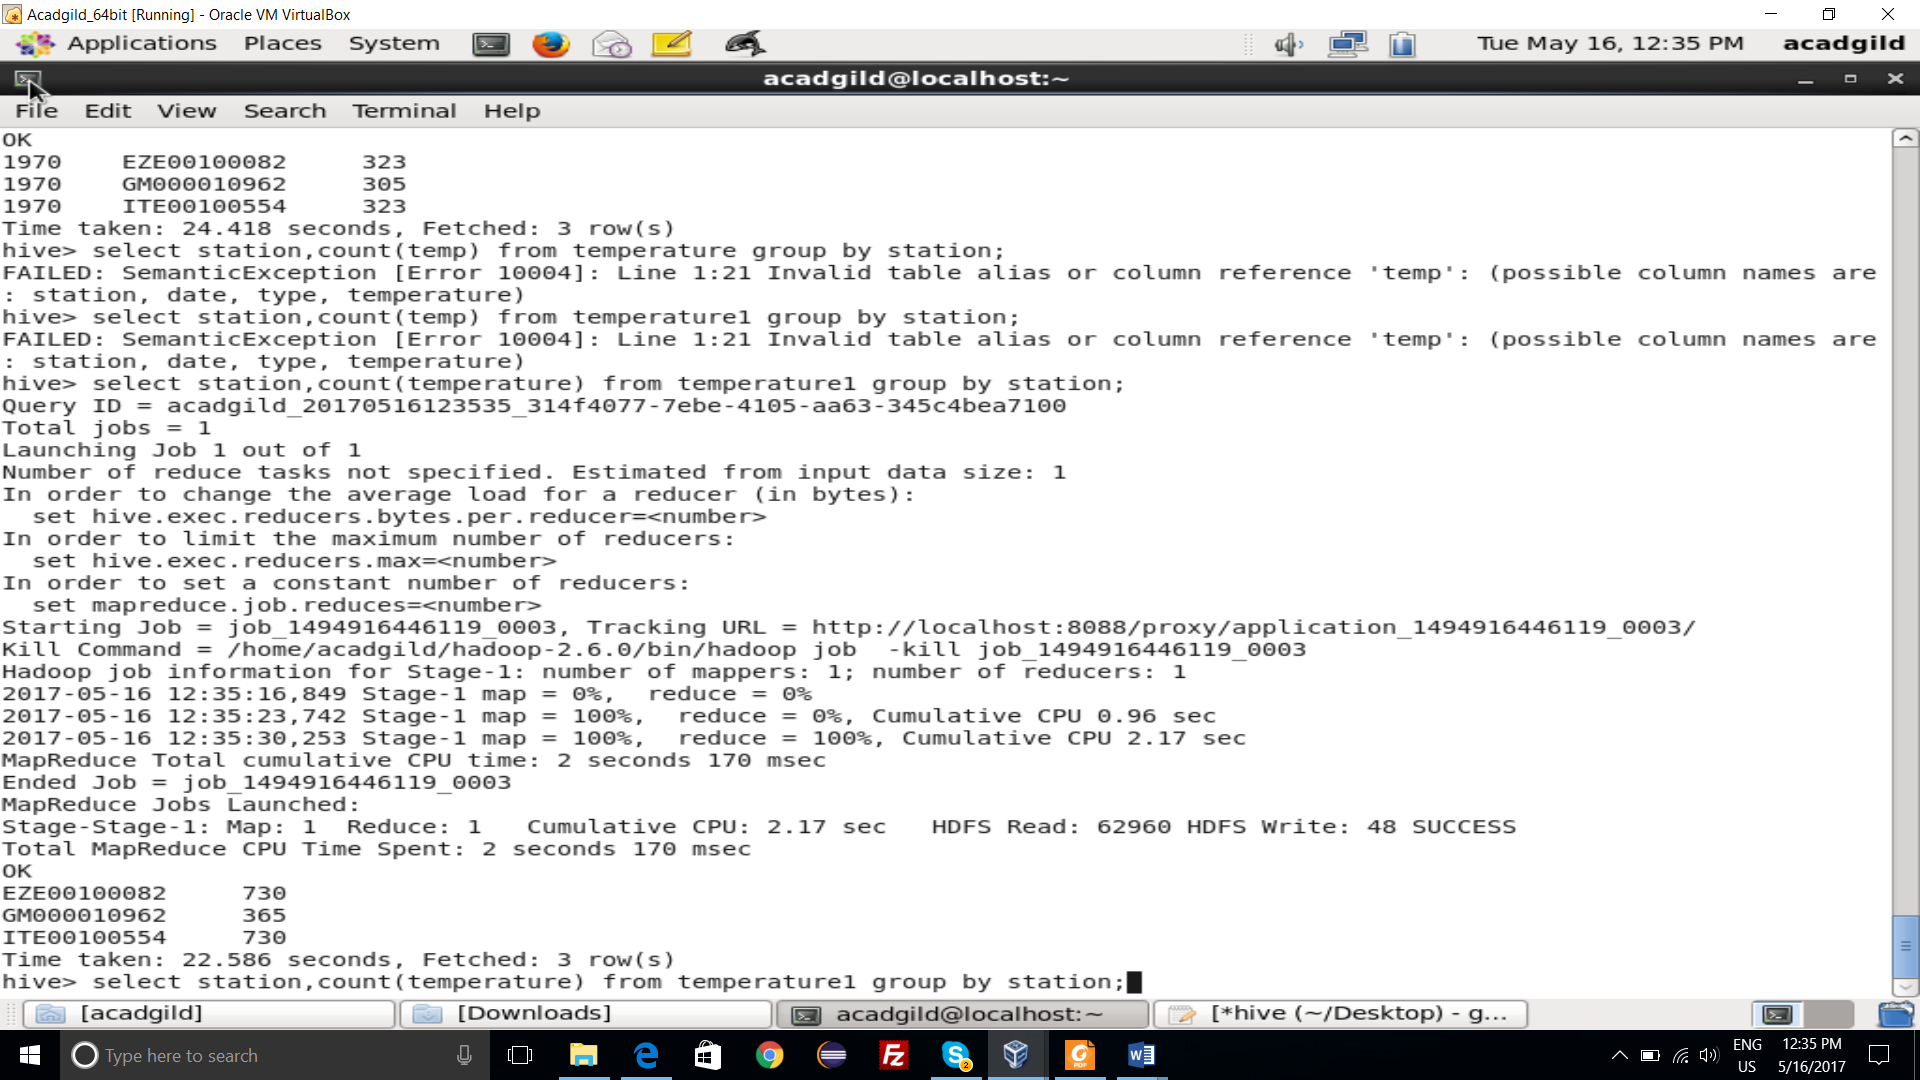 Acadgild_64bit [Running] - Oracle VM VirtualBox
Applications Places System Tue May 16, 12:35 PM acadgild
acadgild@localhost:~
File Edit View Search Terminal Help
OK
1970 EZE00100082 323
1970 GM000010962 305
1970 ITE00100554 323
Time taken: 24.418 seconds, Fetched: 3 row(s)
hive> select station,count(temp) from temperature group by station;
FAILED: SemanticException [Error 10004]: Line 1:21 Invalid table alias or column reference 'temp': (possible column names are
: station, date, type, temperature)
hive> select station,count(temp) from temperature1 group by station;
FAILED: SemanticException [Error 10004]: Line 1:21 Invalid table alias or column reference 'temp': (possible column names are
: station, date, type, temperature)
hive> select station,count(temperature) from temperature1 group by station;
Query ID = acadgild_20170516123535_314f4077-7ebe-4105-aa63-345c4bea7100
Total jobs = 1
Launching Job 1 out of 1
Number of reduce tasks not specified. Estimated from input data size: 1
In order to change the average load for a reducer (in bytes):
  set hive.exec.reducers.bytes.per.reducer=<number>
In order to limit the maximum number of reducers:
  set hive.exec.reducers.max=<number>
In order to set a constant number of reducers:
  set mapreduce.job.reduces=<number>
Starting Job = job_1494916446119_0003, Tracking URL = http://localhost:8088/proxy/application_1494916446119_0003/
Kill Command = /home/acadgild/hadoop-2.6.0/bin/hadoop job  -kill job_1494916446119_0003
Hadoop job information for Stage-1: number of mappers: 1; number of reducers: 1
2017-05-16 12:35:16,849 Stage-1 map = 0%,  reduce = 0%
2017-05-16 12:35:23,742 Stage-1 map = 100%,  reduce = 0%, Cumulative CPU 0.96 sec
2017-05-16 12:35:30,253 Stage-1 map = 100%,  reduce = 100%, Cumulative CPU 2.17 sec
MapReduce Total cumulative CPU time: 2 seconds 170 msec
Ended Job = job_1494916446119_0003
MapReduce Jobs Launched:
Stage-Stage-1: Map: 1  Reduce: 1   Cumulative CPU: 2.17 sec   HDFS Read: 62960 HDFS Write: 48 SUCCESS
Total MapReduce CPU Time Spent: 2 seconds 170 msec
OK
EZE00100082 730
GM000010962 365
ITE00100554 730
Time taken: 22.586 seconds, Fetched: 3 row(s)
hive> select station,count(temperature) from temperature1 group by station;
[acadgild] [Downloads] acadgild@localhost:~ [*hive (~/Desktop) - g...
Type here to search ENG 12:35 PM
US 5/16/2017